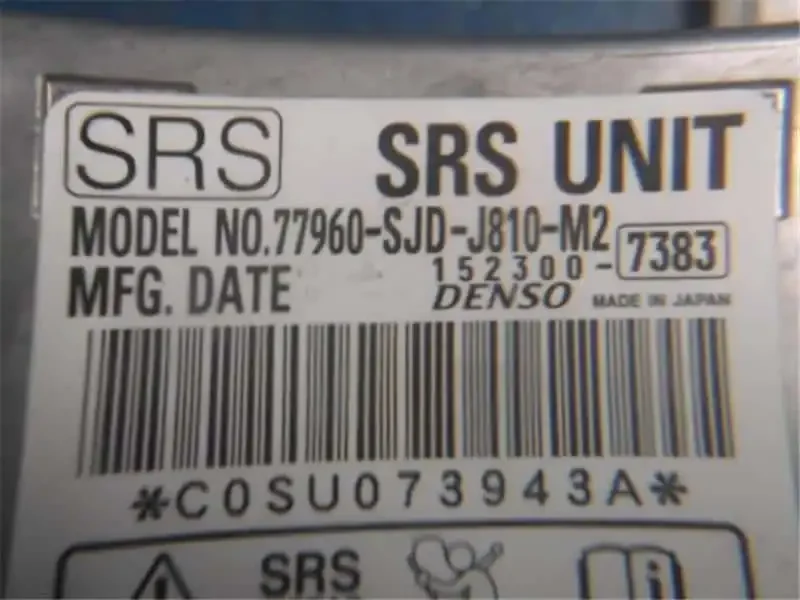 SRS SRS UNIT
MODEL NO.77960-SJD-J810-M2
152300-7383
MFG. DATE DENSO MADE IN JAPAN
*C0SU073943A*
SRS